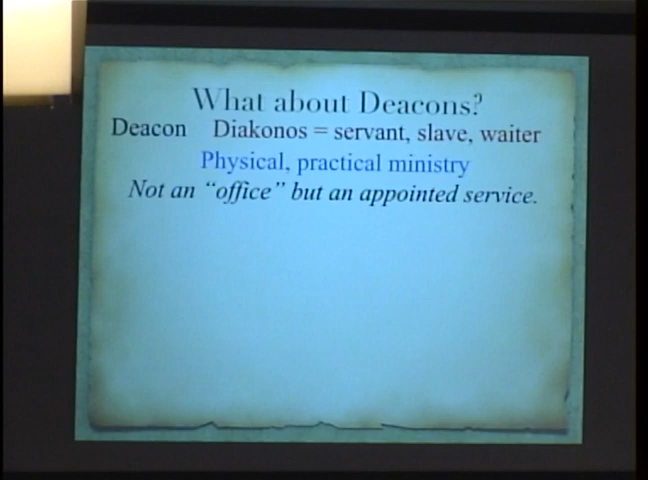 What about Deacons?
Deacon Diakonos = servant, slave, waiter
Physical, practical ministry
Not an “office” but an appointed service.